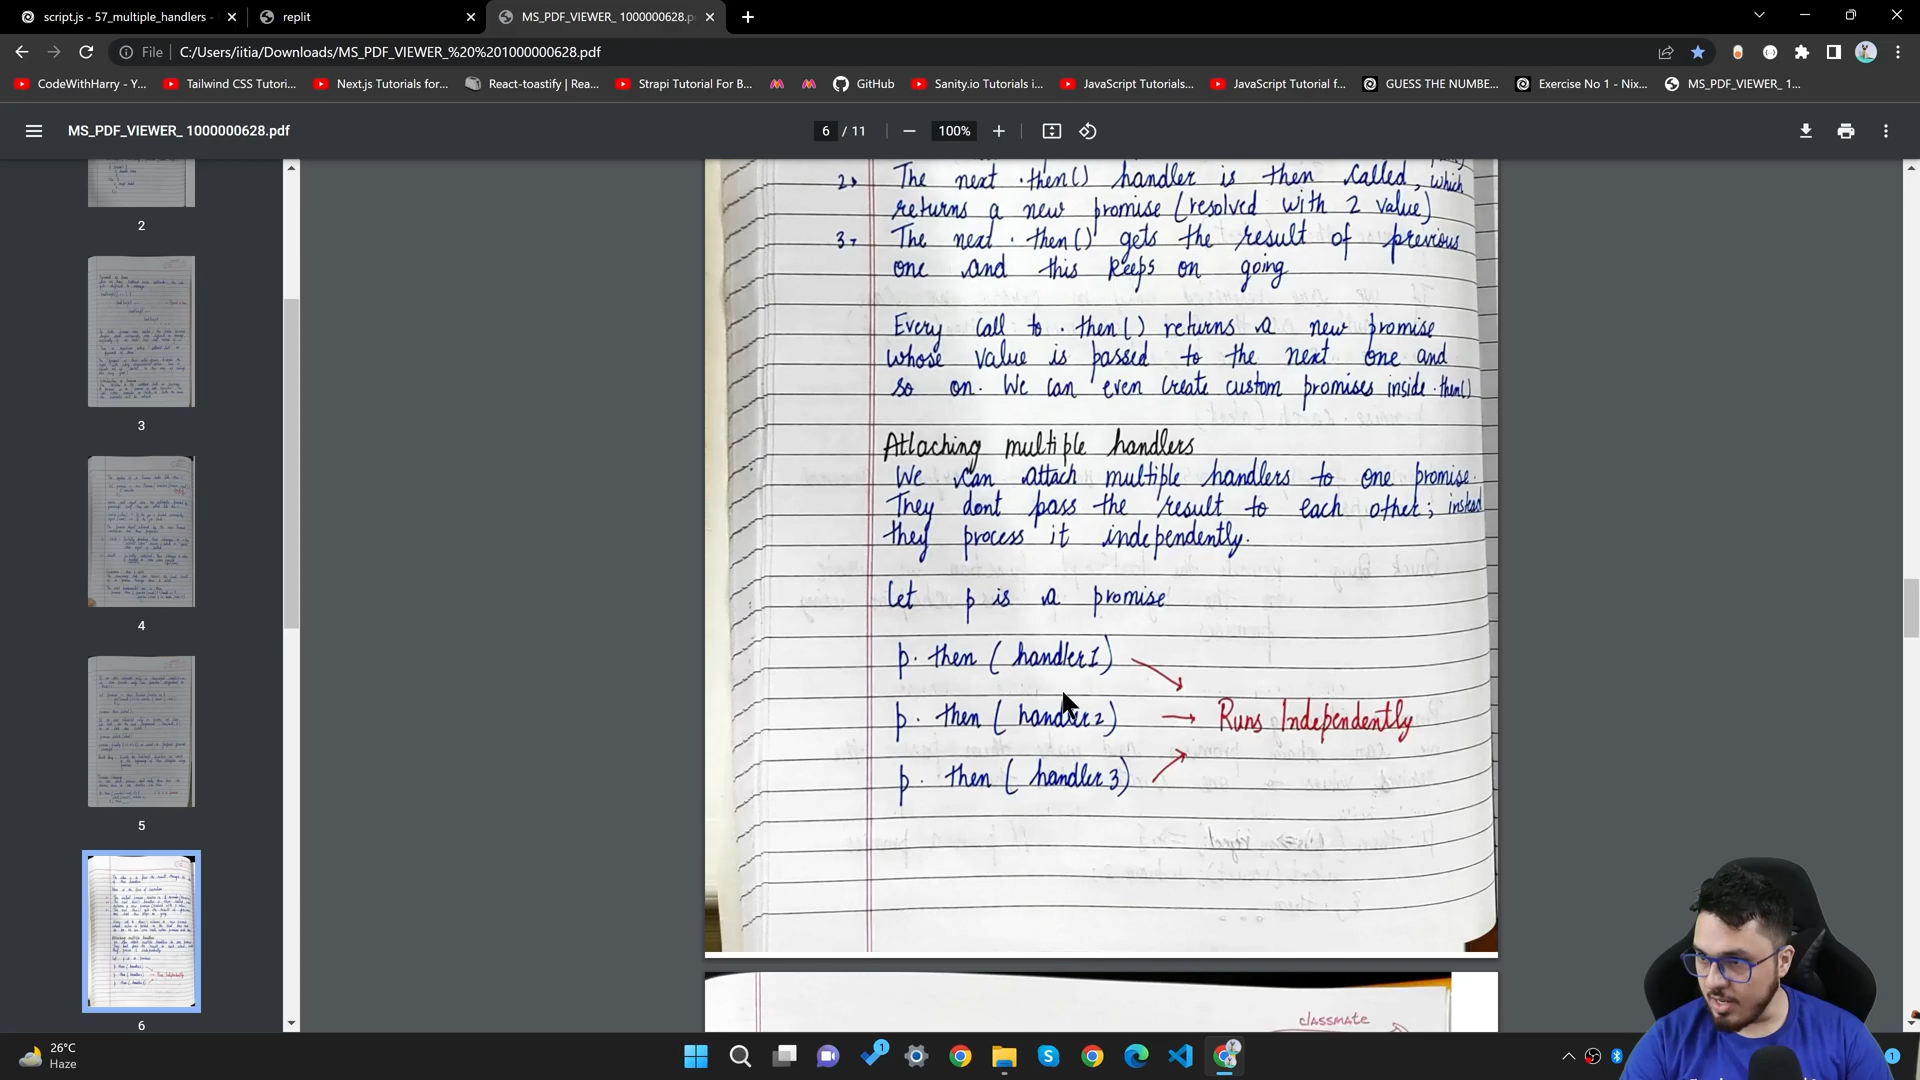 script.js - 57_multiple_handlers -
replit
MS_PDF_VIEWER_ 1000000628.pdf
File
C:/Users/iitia/Downloads/MS_PDF_VIEWER_%20%201000000628.pdf
CodeWithHarry - Y...
Tailwind CSS Tutori...
Next.js Tutorials for...
React-toastify | Rea...
Strapi Tutorial For B...
GitHub
Sanity.io Tutorials i...
JavaScript Tutorials...
JavaScript Tutorial f...
GUESS THE NUMBE...
Exercise No 1 - Nix...
MS_PDF_VIEWER_ 1...
MS_PDF_VIEWER_ 1000000628.pdf
6 / 11
100%
2
3
4
5
6
2> The next .then() handler is then called, which
returns a new promise (resolved with 2 value)
3. The next .then() gets the result of previous
one and this keeps on going
Every call to .then() returns a new promise
whose value is passed to the next one and
so on. We can even create custom promises inside .then()
Attaching multiple handlers
We can attach multiple handlers to one promise.
They dont pass the result to each other; instead
they process it independently.
Let p is a promise
p. then ( handler1)
p. then ( handler2) → Runs Independently
p. then ( handler3)
classmate
26°C
Haze
1
1